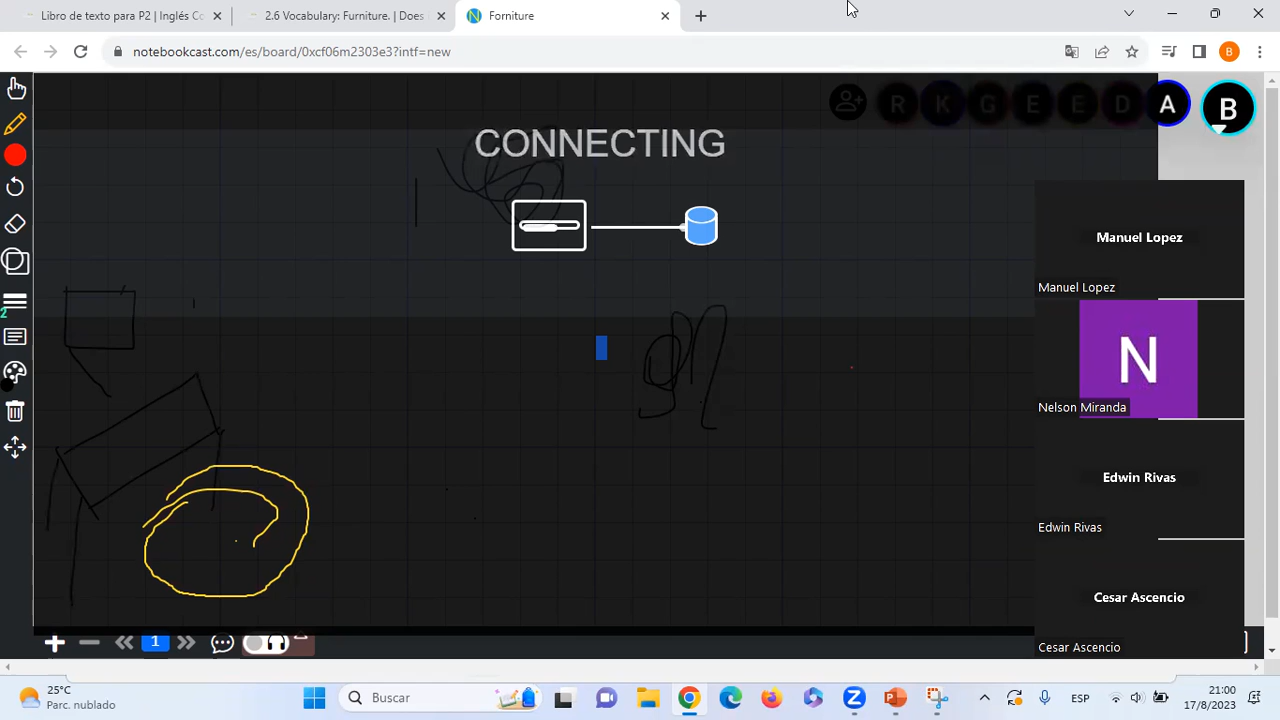 Libro de texto para P2 | Inglés Co
2.6 Vocabulary: Furniture. | Does
Forniture
notebookcast.com/es/board/0xcf06m2303e3?intf=new
B
R K G E E D A B
CONNECTING
2
Manuel Lopez
Manuel Lopez
N
Nelson Miranda
Edwin Rivas
Edwin Rivas
Cesar Ascencio
Cesar Ascencio
1
25°C
Parc. nublado
Buscar
ESP
21:00
17/8/2023